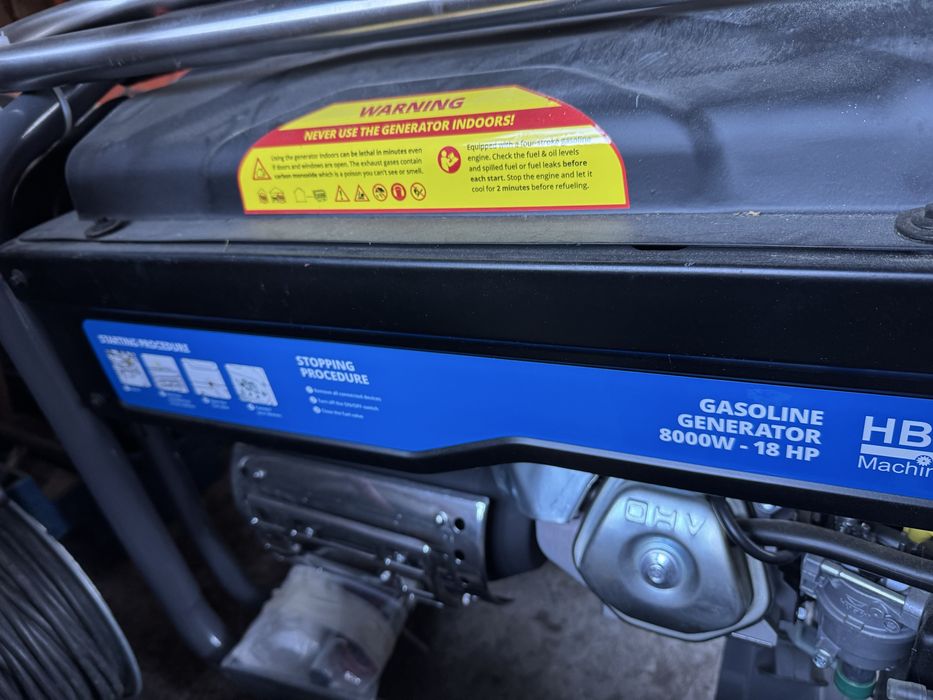 WARNING
NEVER USE THE GENERATOR INDOORS!
Using the generator indoors can be lethal in minutes even
if doors and windows are open. The exhaust gases contain
carbon monoxide which is a poison you can't see or smell.
Equipped with a four-stroke gasoline
engine. Check the fuel & oil levels
and spilled fuel or fuel leaks before
each start. Stop the engine and let it
cool for 2 minutes before refueling.
STARTING PROCEDURE
STOPPING
PROCEDURE
Remove all connected devices
Turn off the ON/OFF switch
Close the fuel valve
GASOLINE
GENERATOR
8000W - 18 HP
HB
Machin
OHV